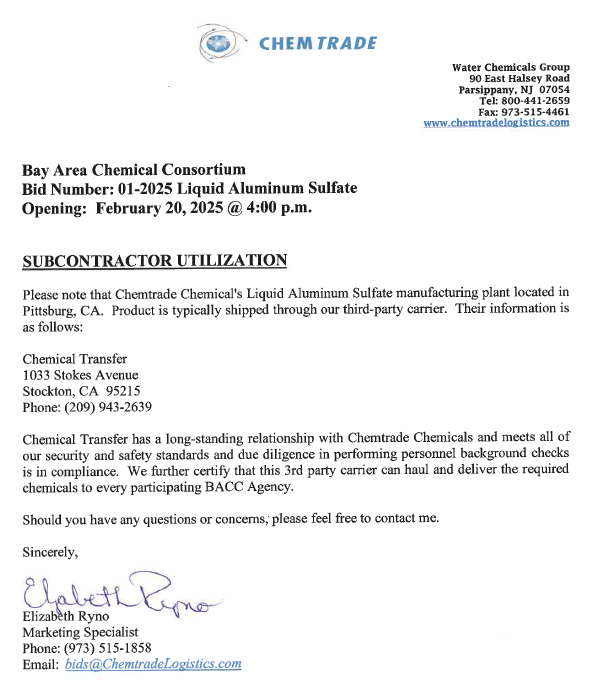 CHEMTRADE
Water Chemicals Group
90 East Halsey Road
Parsippany, NJ 07054
Tel: 800-441-2659
Fax: 973-515-4461
www.chemtradelogistics.com
Bay Area Chemical Consortium
Bid Number: 01-2025 Liquid Aluminum Sulfate
Opening: February 20, 2025 @ 4:00 p.m.
SUBCONTRACTOR UTILIZATION
Please note that Chemtrade Chemical's Liquid Aluminum Sulfate manufacturing plant located in
Pittsburg, CA. Product is typically shipped through our third-party carrier. Their information is
as follows:
Chemical Transfer
1033 Stokes Avenue
Stockton, CA 95215
Phone: (209) 943-2639
Chemical Transfer has a long-standing relationship with Chemtrade Chemicals and meets all of
our security and safety standards and due diligence in performing personnel background checks
is in compliance. We further certify that this 3rd party carrier can haul and deliver the required
chemicals to every participating BACC Agency.
Should you have any questions or concerns, please feel free to contact me.
Sincerely,
Elizabeth Ryno
Elizabeth Ryno
Marketing Specialist
Phone: (973) 515-1858
Email: bids@ChemtradeLogistics.com